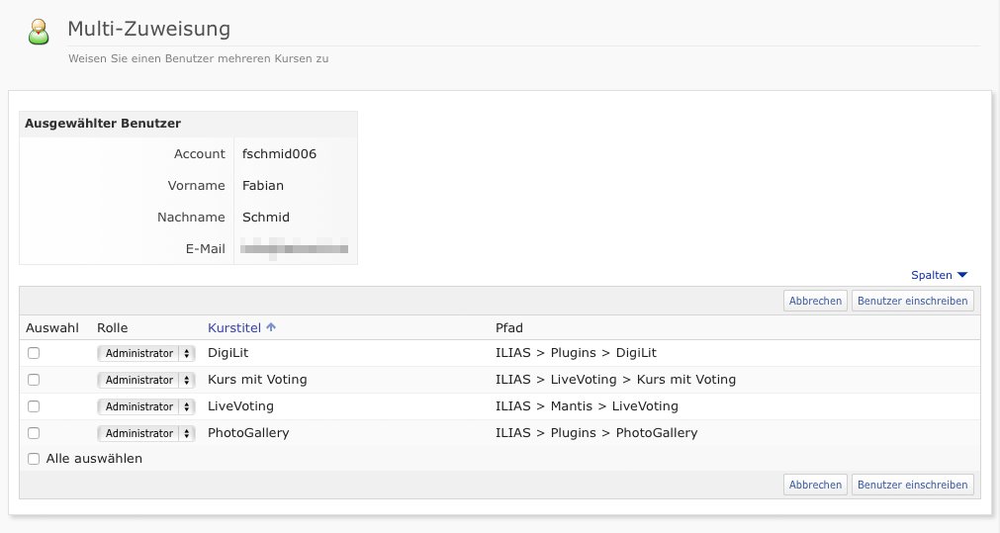 Multi-Zuweisung
Weisen Sie einen Benutzer mehreren Kursen zu
Ausgewählter Benutzer
Account fschmid006
Vorname Fabian
Nachname Schmid
E-Mail
Spalten
Abbrechen Benutzer einschreiben
Auswahl Rolle Kurstitel Pfad
Administrator DigiLit ILIAS > Plugins > DigiLit
Administrator Kurs mit Voting ILIAS > LiveVoting > Kurs mit Voting
Administrator LiveVoting ILIAS > Mantis > LiveVoting
Administrator PhotoGallery ILIAS > Plugins > PhotoGallery
Alle auswählen
Abbrechen Benutzer einschreiben